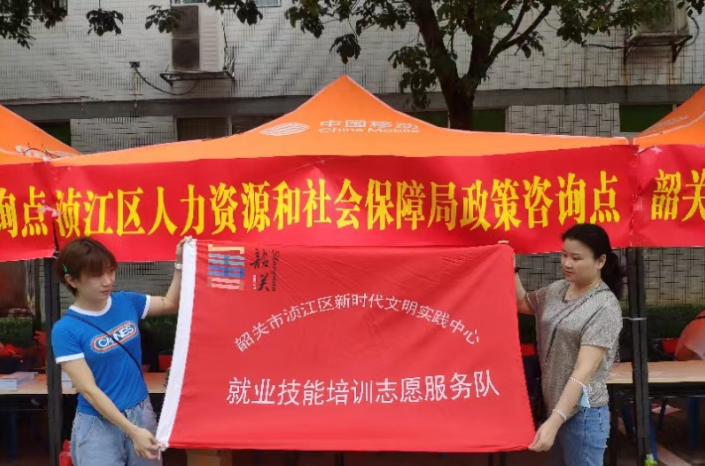 中国移动
China Mobile
询点
浈江区人力资源和社会保障局政策咨询点
韶关
韶关
韶关市浈江区新时代文明实践中心
就业技能培训志愿服务队